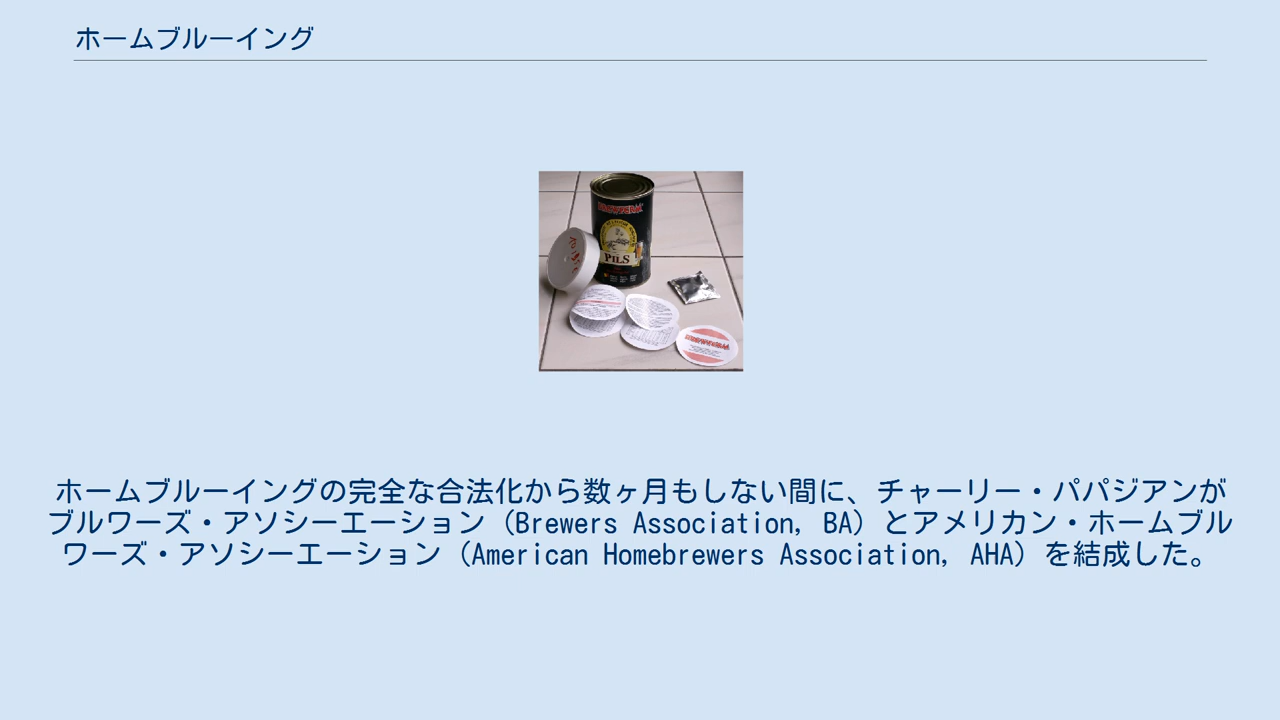 ホームブルーイング
PILS
ホームブルーイングの完全な合法化から数ヶ月もしない間に、チャーリー・パパジアンが
ブルワーズ・アソシーエーション（Brewers Association, BA）とアメリカン・ホームブル
ワーズ・アソシーエーション（American Homebrewers Association, AHA）を結成した。